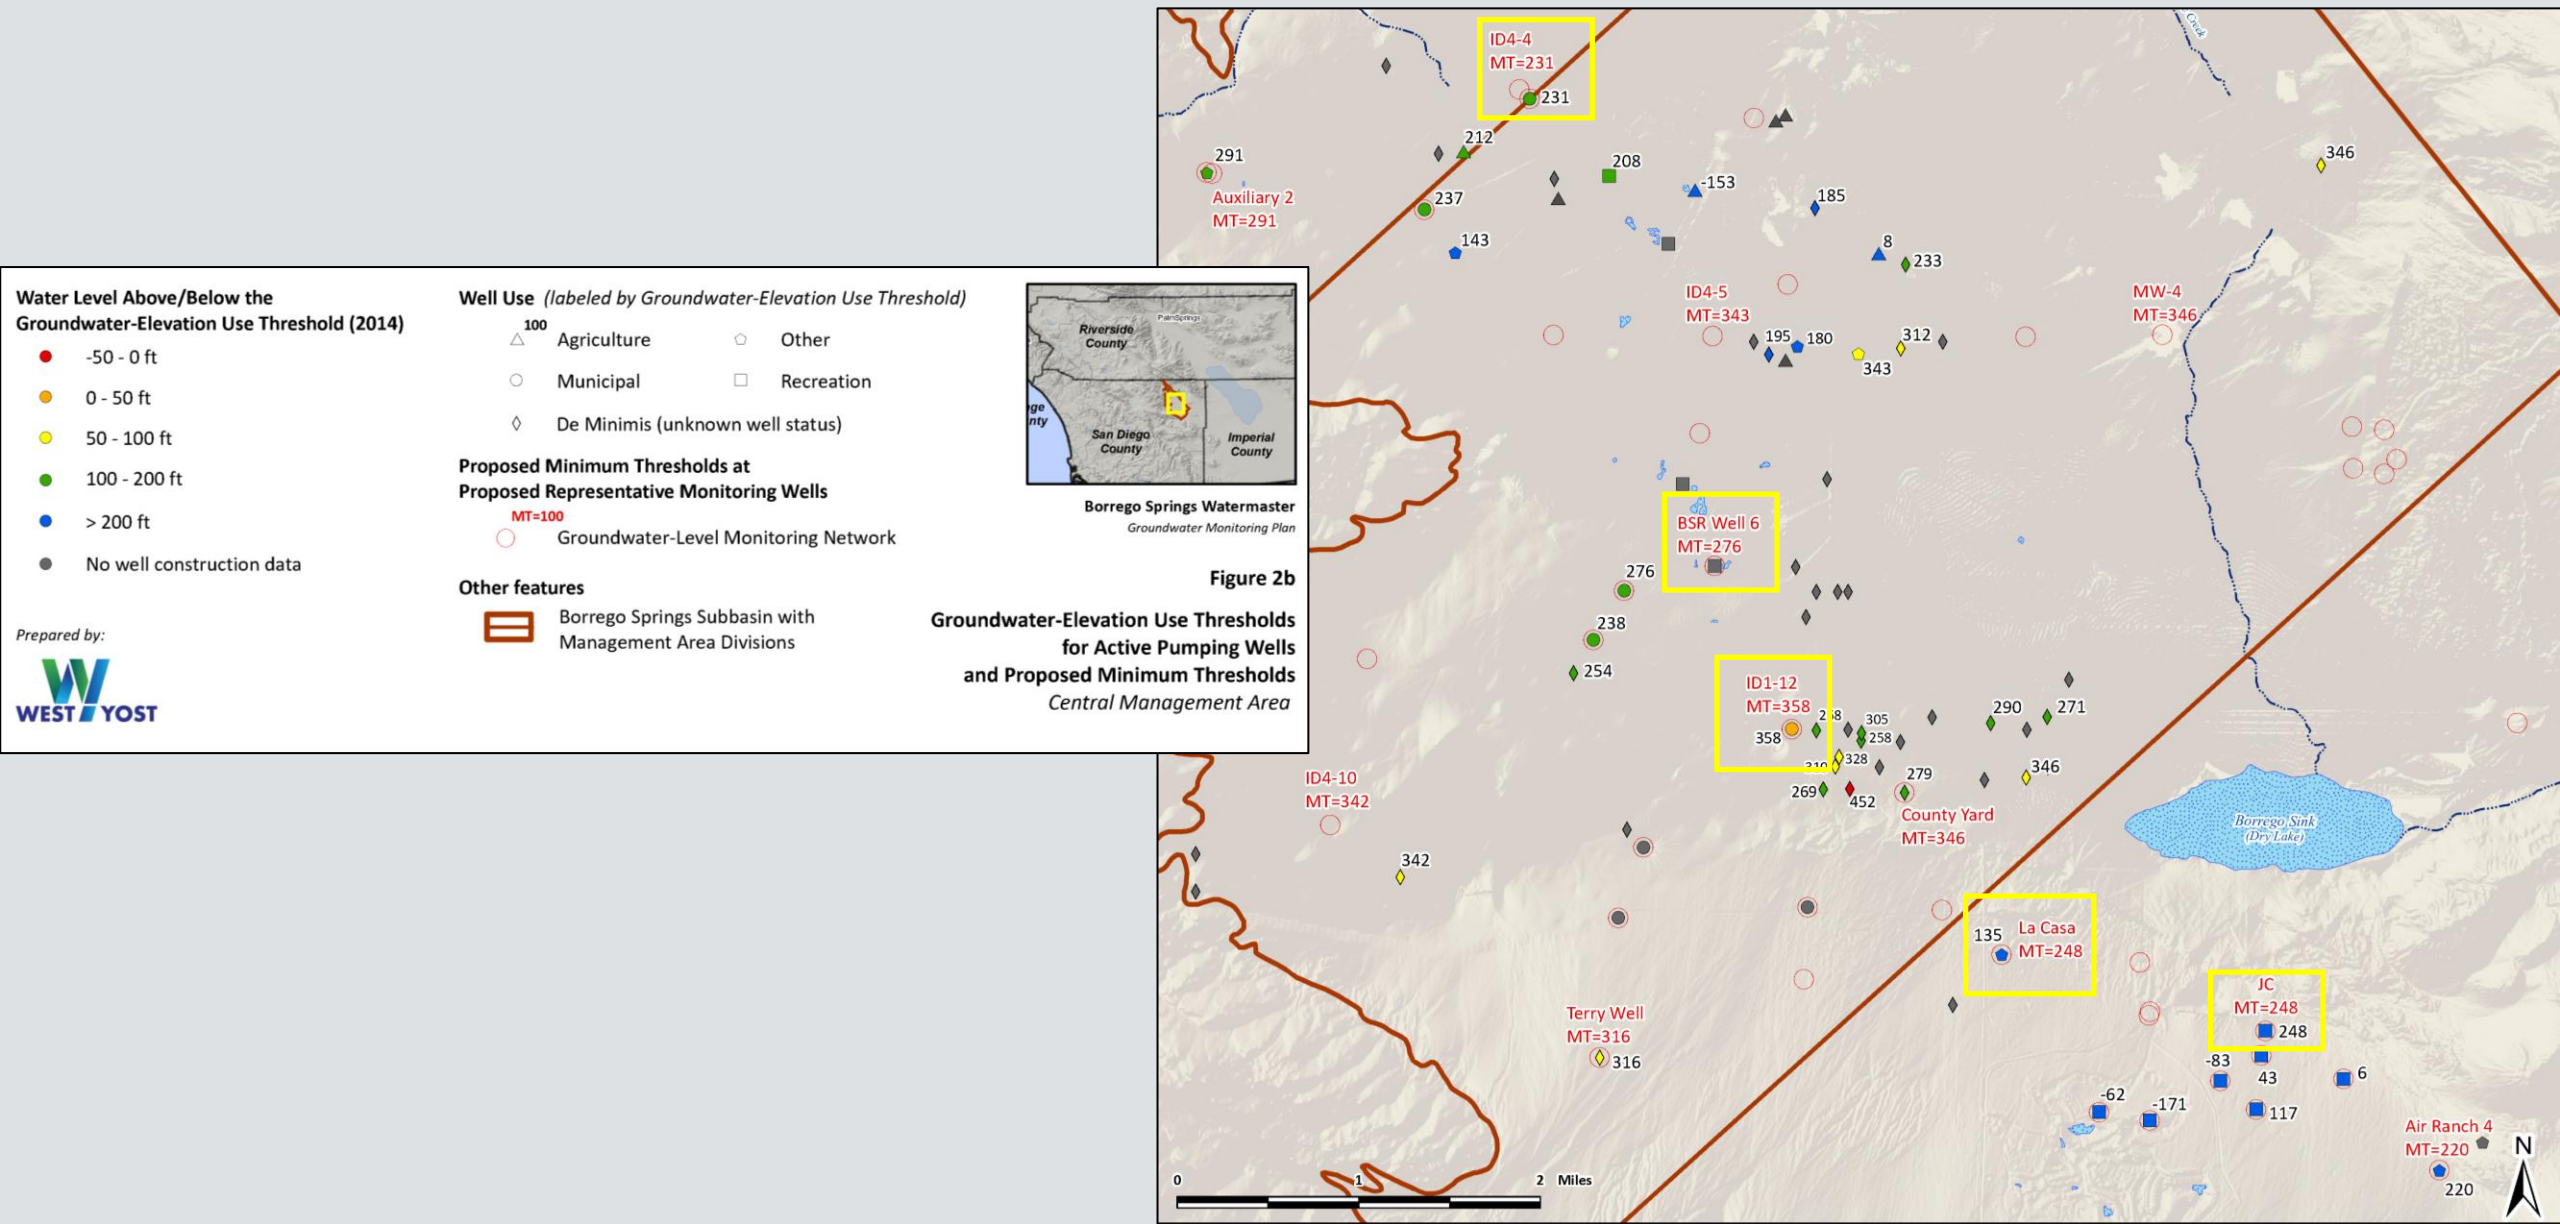 Water Level Above/Below the
Groundwater-Elevation Use Threshold (2014)
-50 - 0 ft
0 - 50 ft
50 - 100 ft
100 - 200 ft
> 200 ft
No well construction data
Prepared by:
WEST YOST
Well Use (labeled by Groundwater-Elevation Use Threshold)
100
Agriculture
Other
Municipal
Recreation
De Minimis (unknown well status)
Proposed Minimum Thresholds at
Proposed Representative Monitoring Wells
MT=100
Groundwater-Level Monitoring Network
Other features
Borrego Springs Subbasin with
Management Area Divisions
Riverside
County
PalmSprings
San Diego
County
Imperial
County
Borrego Springs Watermaster
Groundwater Monitoring Plan
Figure 2b
Groundwater-Elevation Use Thresholds
for Active Pumping Wells
and Proposed Minimum Thresholds
Central Management Area
Creek
ID4-4
MT=231
231
212
291
Auxiliary 2
MT=291
237
143
208
-153
185
346
8
233
ID4-5
MT=343
195
180
343
312
MW-4
MT=346
BSR Well 6
MT=276
276
238
254
ID1-12
MT=358
358
305
258
328
269
452
279
County Yard
MT=346
290
271
346
ID4-10
MT=342
342
Borrego Sink
(Dry Lake)
135
La Casa
MT=248
JC
MT=248
248
Terry Well
MT=316
316
-83
43
6
-62
-171
117
Air Ranch 4
MT=220
220
N
0
1
2 Miles